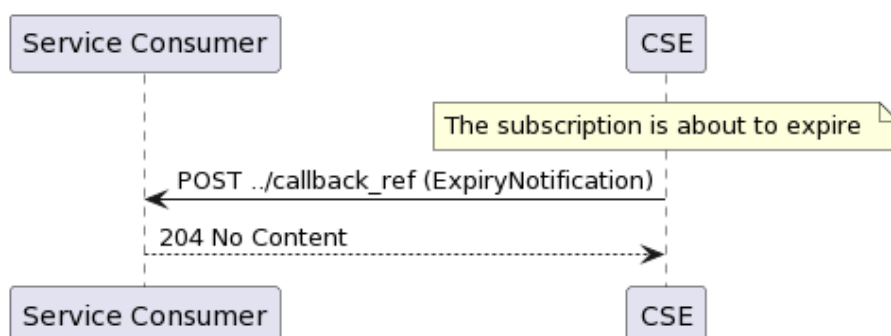 Service Consumer
CSE
The subscription is about to expire
POST ../callback_ref (ExpiryNotification)
204 No Content
Service Consumer
CSE